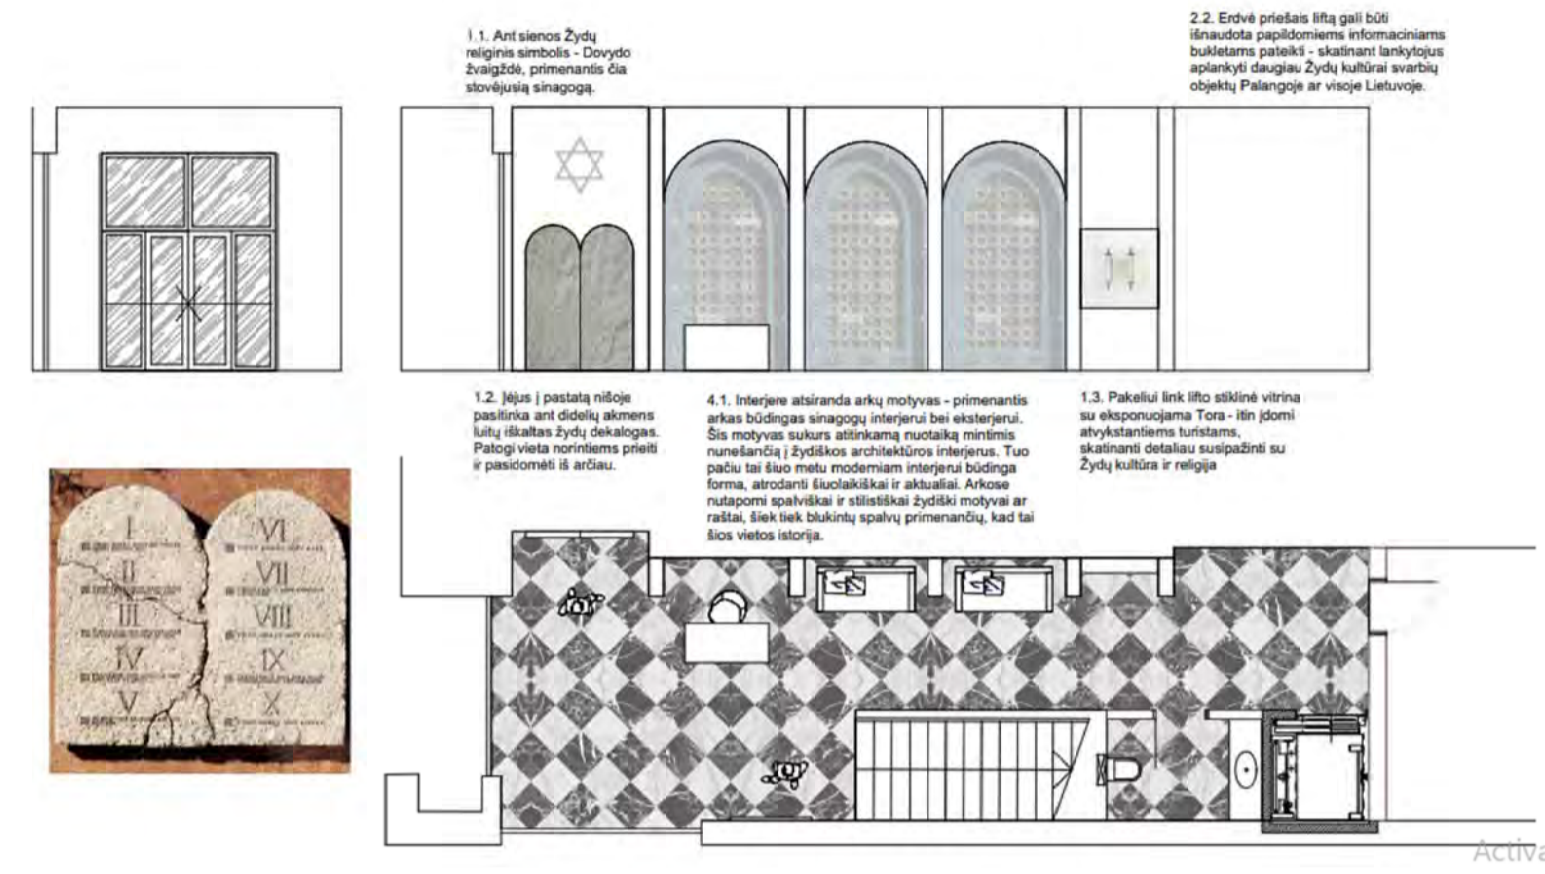 1.1. Ant sienos Žydų
religinis simbolis - Dovydo
žvaigždė, primenantis čia
stovėjusią sinagogą.
2.2. Erdvė priešais liftą gali būti
išnaudota papildomiems informaciniams
bukletams pateikti - skatinant lankytojus
aplankyti daugiau Žydų kultūrai svarbių
objektų Palangoje ar visoje Lietuvoje.
1.2. Įėjus į pastatą nišoje
pasitinka ant didelių akmens
luitų iškaltas žydų dekalogas.
Patogi vieta norintiems prieiti
ir pasidomėti iš arčiau.
4.1. Interjere atsiranda arkų motyvas - primenantis
arkas būdingas sinagogų interjerui bei eksterjerui.
Šis motyvas sukurs atitinkamą nuotaiką mintimis
nunešančią į žydiškos architektūros interjerus. Tuo
pačiu tai šiuo metu moderniam interjerui būdinga
forma, atrodanti šiuolaikiškai ir aktualiai. Arkose
nutapomi spalviškai ir stilistiškai žydiški motyvai ar
raštai, šiek tiek blukintų spalvų primenančių, kad tai
šios vietos istorija.
1.3. Pakeliui link lifto stiklinė vitrina
su eksponuojama Tora - itin įdomi
atvykstantiems turistams,
skatinanti detaliau susipažinti su
Žydų kultūra ir religija
I
II
III
IV
V
VI
VII
VIII
IX
X
Activa